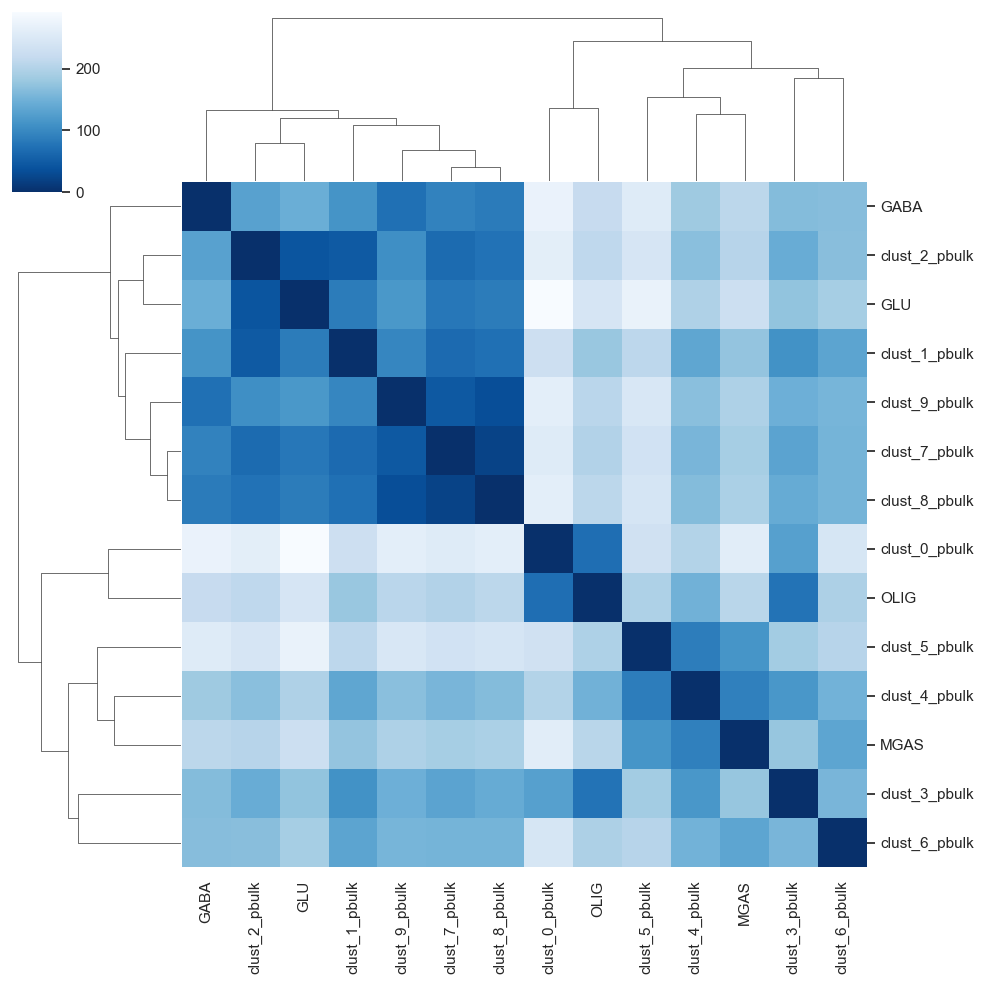 200
100
0
GABA
clust_2_pbulk
GLU
clust_1_pbulk
clust_9_pbulk
clust_7_pbulk
clust_8_pbulk
clust_0_pbulk
OLIG
clust_5_pbulk
clust_4_pbulk
MGAS
clust_3_pbulk
clust_6_pbulk
GABA
clust_2_pbulk
GLU
clust_1_pbulk
clust_9_pbulk
clust_7_pbulk
clust_8_pbulk
clust_0_pbulk
OLIG
clust_5_pbulk
clust_4_pbulk
MGAS
clust_3_pbulk
clust_6_pbulk